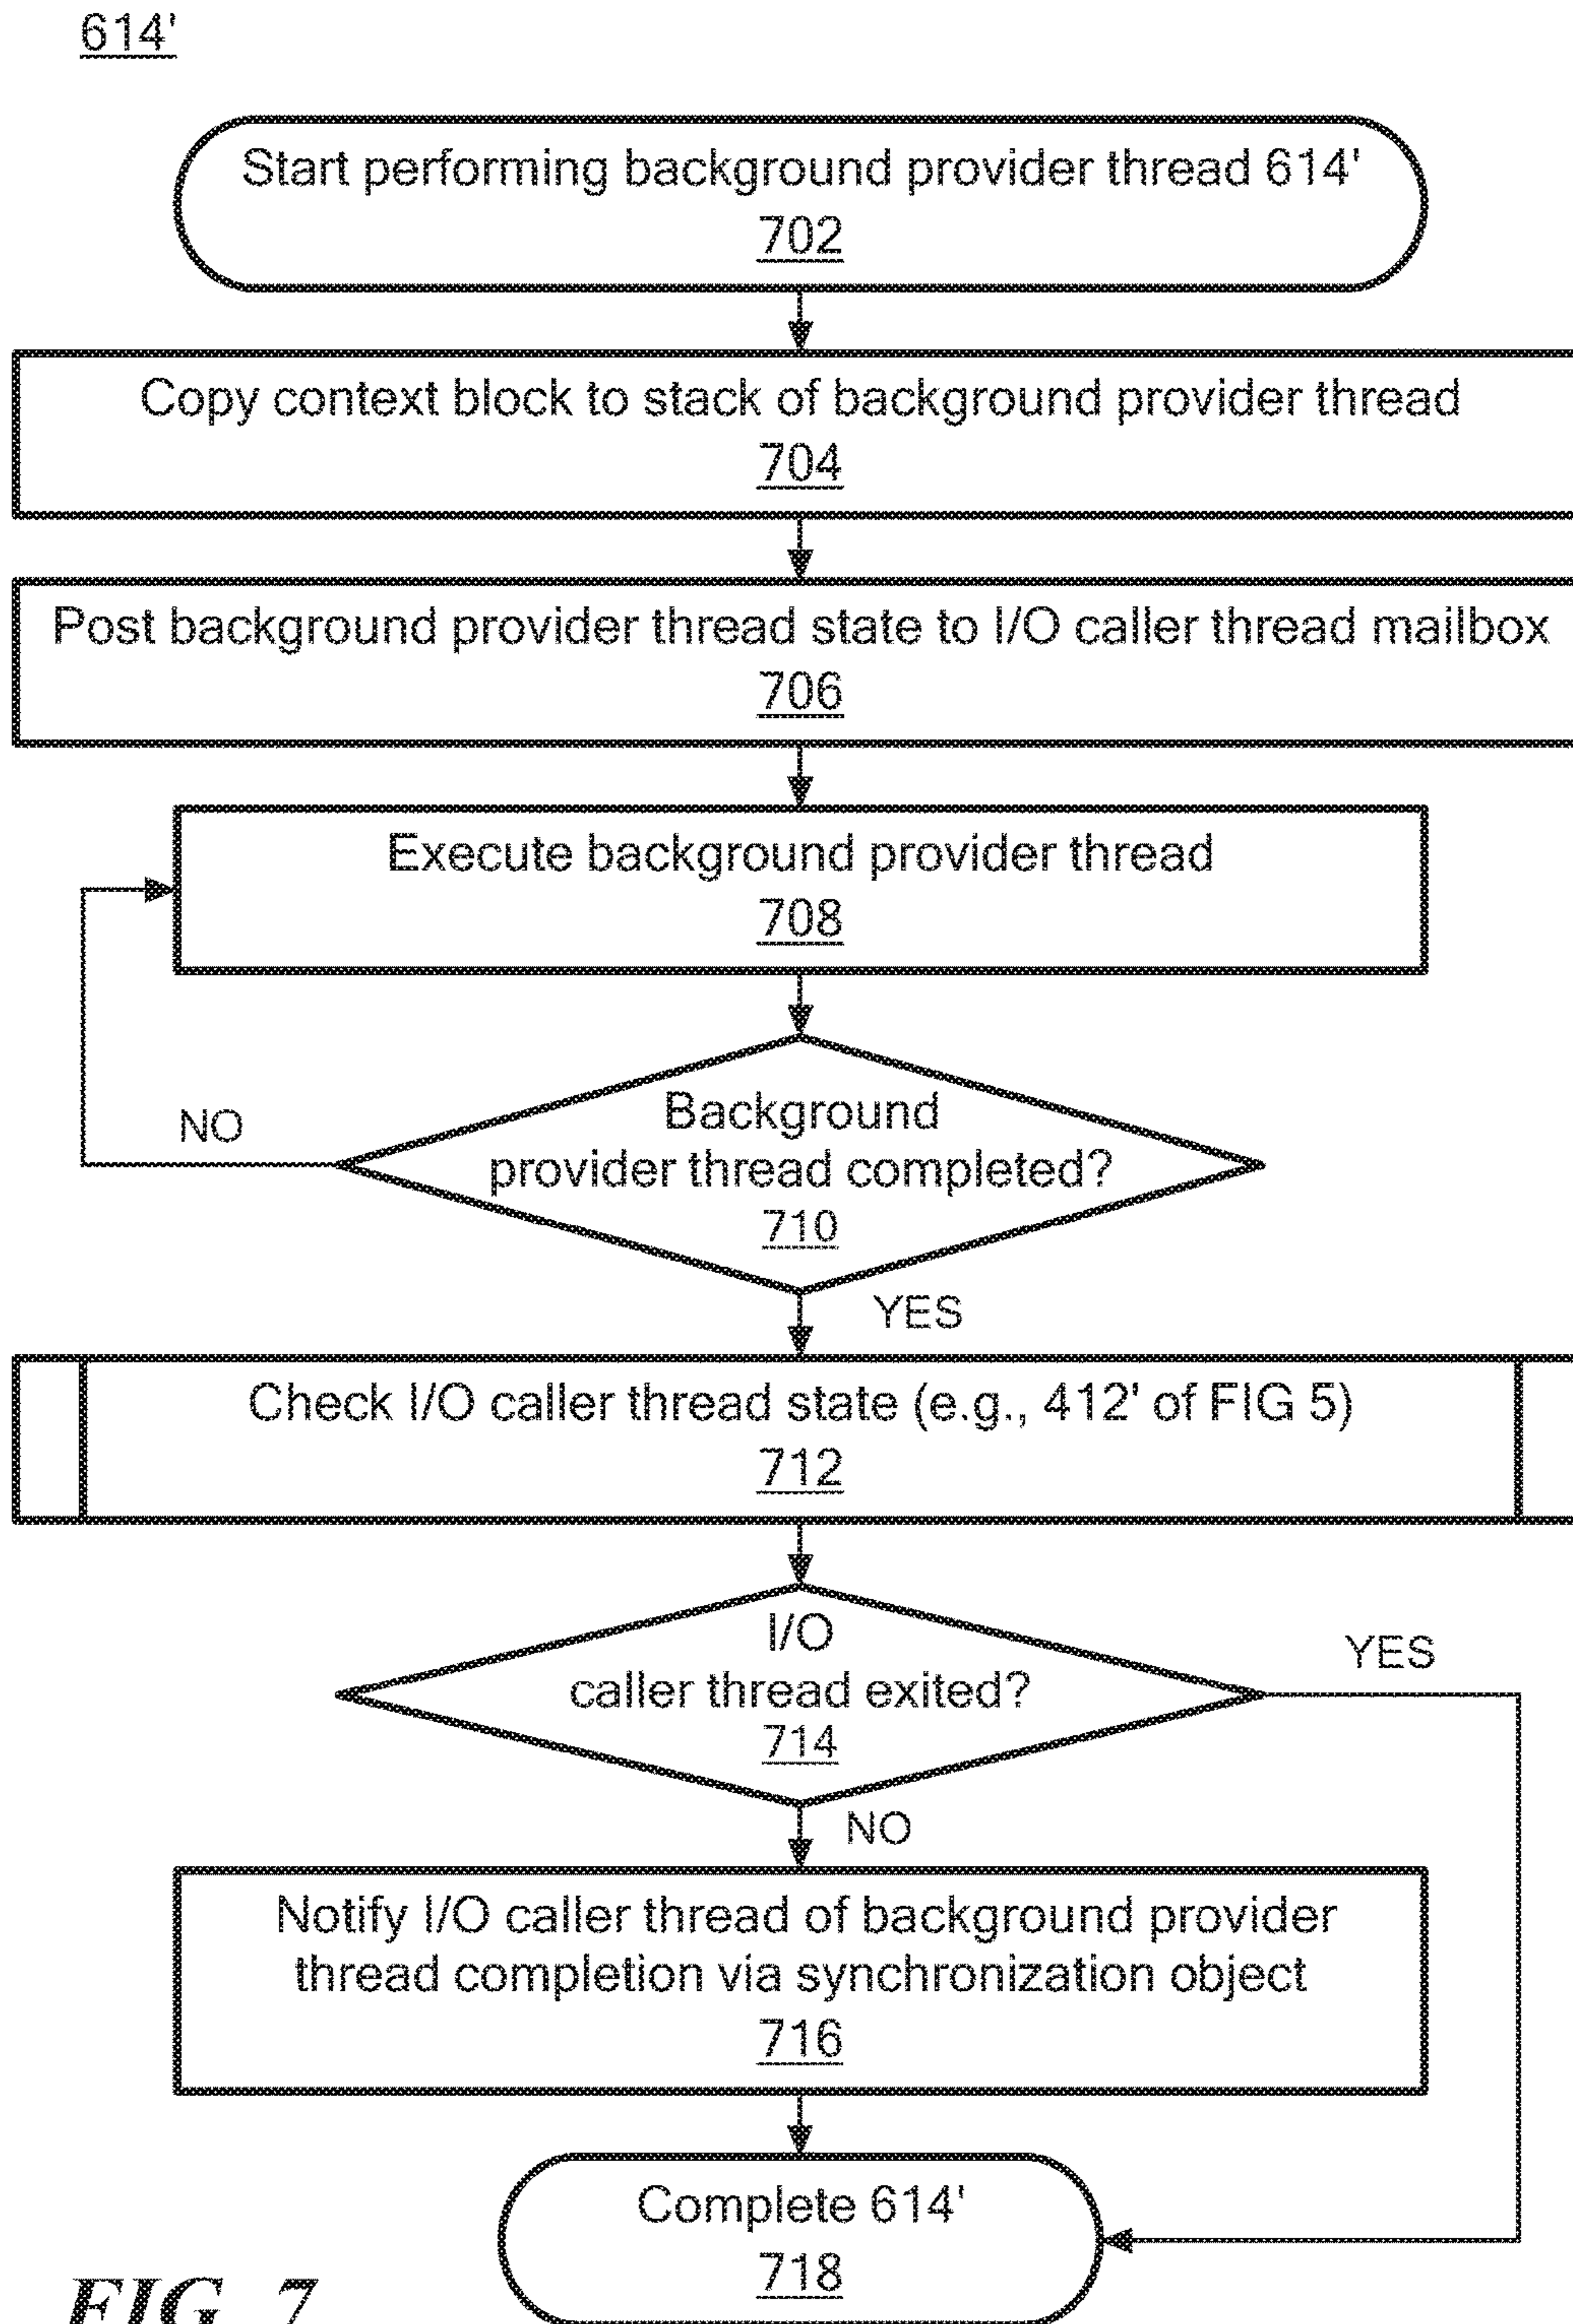 614'
Start performing background provider thread 614'
702
Copy context block to stack of background provider thread
704
Post background provider thread state to I/O caller thread mailbox
706
Execute background provider thread
708
Background
provider thread completed?
710
NO
YES
Check I/O caller thread state (e.g., 412' of FIG 5)
712
I/O
caller thread exited?
714
YES
NO
Notify I/O caller thread of background provider
thread completion via synchronization object
716
Complete 614'
718
FIG. 7